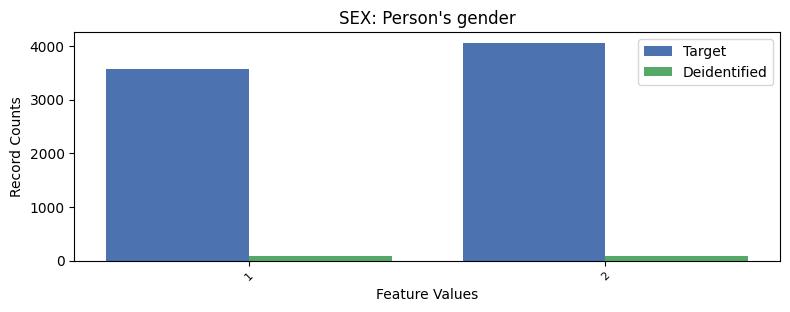 SEX: Person's gender
Target
Deidentified
Record Counts
4000
3000
2000
1000
0
1
2
Feature Values